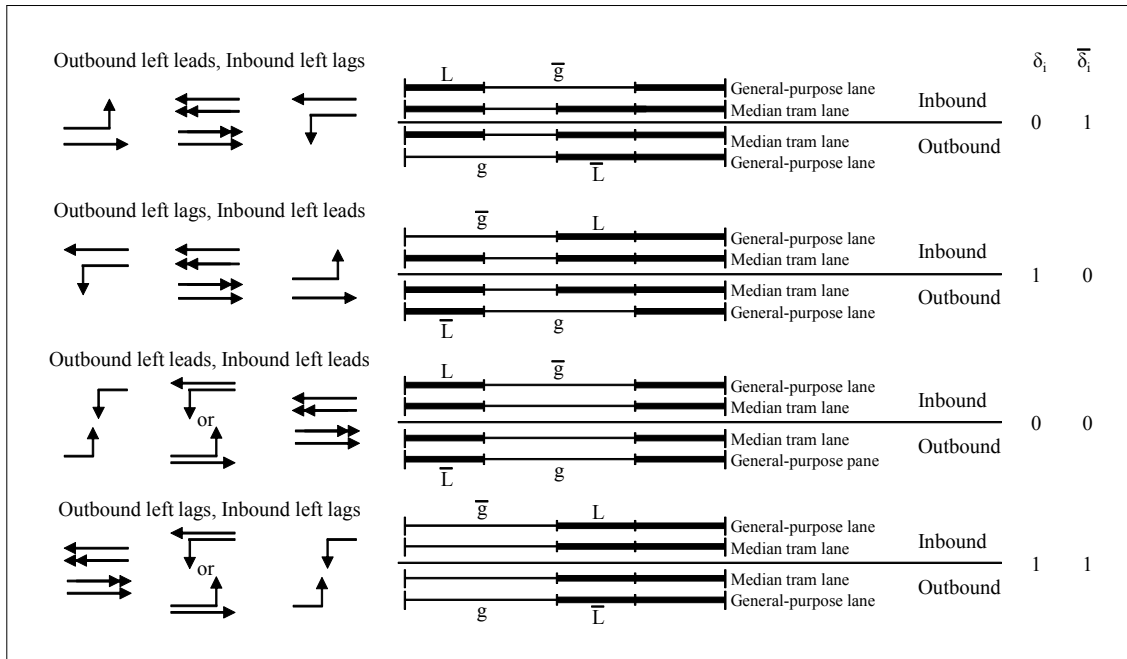 δi δ̅i
Outbound left leads, Inbound left lags
L g̅
General-purpose lane
Median tram lane
Inbound
0 1
Median tram lane
Outbound
General-purpose lane
g L̅
Outbound left lags, Inbound left leads
g̅ L
General-purpose lane
Median tram lane
Inbound
1 0
Median tram lane
Outbound
General-purpose lane
L̅ g
Outbound left leads, Inbound left leads
L g̅
General-purpose lane
Median tram lane
Inbound
or
0 0
Median tram lane
Outbound
General-purpose pane
L̅ g
Outbound left lags, Inbound left lags
g̅ L
General-purpose lane
Median tram lane
Inbound
or
1 1
Median tram lane
Outbound
General-purpose lane
g L̅